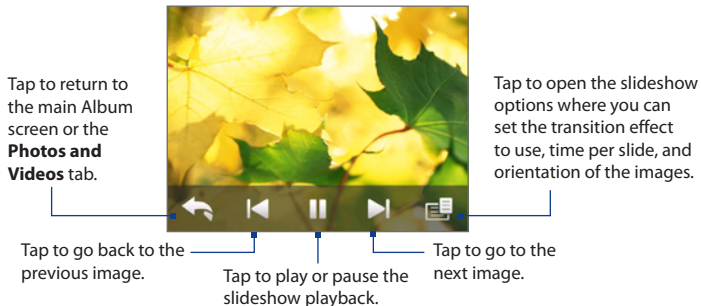 Tap to return to
the main Album
screen or the
Photos and
Videos tab.
Tap to open the slideshow
options where you can
set the transition effect
to use, time per slide, and
orientation of the images.
Tap to go back to the
previous image.
Tap to play or pause the
slideshow playback.
Tap to go to the
next image.